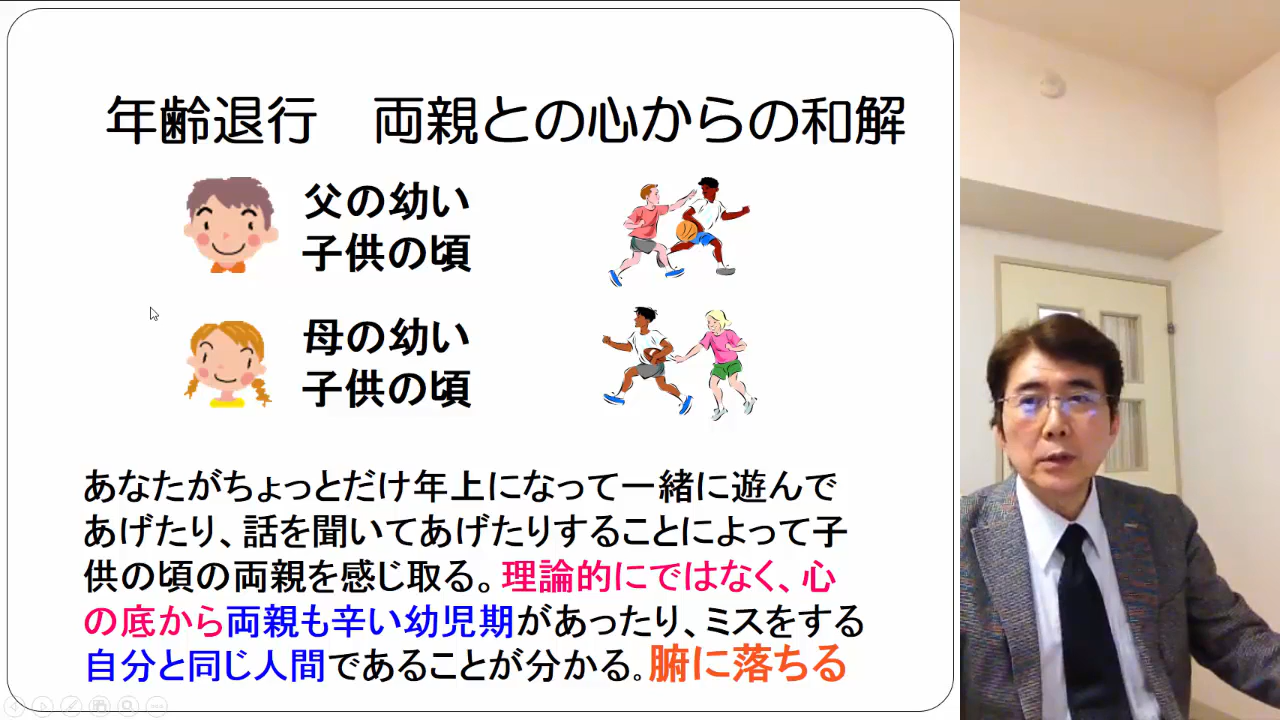 年齢退行　両親との心からの和解
父の幼い
子供の頃
母の幼い
子供の頃
あなたがちょっとだけ年上になって一緒に遊んで
あげたり、話を聞いてあげたりすることによって子
供の頃の両親を感じ取る。理論的にではなく、心
の底から両親も辛い幼児期があったり、ミスをする
自分と同じ人間であることが分かる。腑に落ちる